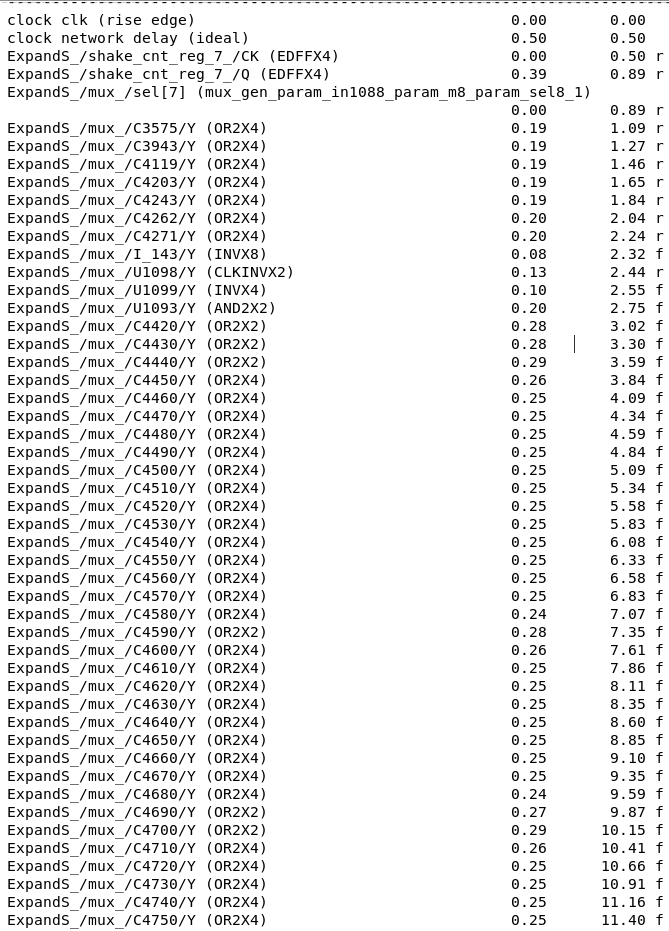 clock clk (rise edge) 0.00 0.00
clock network delay (ideal) 0.50 0.50
ExpandS_/shake_cnt_reg_7_/CK (EDFFX4) 0.00 0.50 r
ExpandS_/shake_cnt_reg_7_/Q (EDFFX4) 0.39 0.89 r
ExpandS_/mux_/sel[7] (mux_gen_param_in1088_param_m8_param_sel8_1)
0.00 0.89 r
ExpandS_/mux_/C3575/Y (OR2X4) 0.19 1.09 r
ExpandS_/mux_/C3943/Y (OR2X4) 0.19 1.27 r
ExpandS_/mux_/C4119/Y (OR2X4) 0.19 1.46 r
ExpandS_/mux_/C4203/Y (OR2X4) 0.19 1.65 r
ExpandS_/mux_/C4243/Y (OR2X4) 0.19 1.84 r
ExpandS_/mux_/C4262/Y (OR2X4) 0.20 2.04 r
ExpandS_/mux_/C4271/Y (OR2X4) 0.20 2.24 r
ExpandS_/mux_/I_143/Y (INVX8) 0.08 2.32 f
ExpandS_/mux_/U1098/Y (CLKINVX2) 0.13 2.44 r
ExpandS_/mux_/U1099/Y (INVX4) 0.10 2.55 f
ExpandS_/mux_/U1093/Y (AND2X2) 0.20 2.75 f
ExpandS_/mux_/C4420/Y (OR2X2) 0.28 3.02 f
ExpandS_/mux_/C4430/Y (OR2X2) 0.28 3.30 f
ExpandS_/mux_/C4440/Y (OR2X2) 0.29 3.59 f
ExpandS_/mux_/C4450/Y (OR2X4) 0.26 3.84 f
ExpandS_/mux_/C4460/Y (OR2X4) 0.25 4.09 f
ExpandS_/mux_/C4470/Y (OR2X4) 0.25 4.34 f
ExpandS_/mux_/C4480/Y (OR2X4) 0.25 4.59 f
ExpandS_/mux_/C4490/Y (OR2X4) 0.25 4.84 f
ExpandS_/mux_/C4500/Y (OR2X4) 0.25 5.09 f
ExpandS_/mux_/C4510/Y (OR2X4) 0.25 5.34 f
ExpandS_/mux_/C4520/Y (OR2X4) 0.25 5.58 f
ExpandS_/mux_/C4530/Y (OR2X4) 0.25 5.83 f
ExpandS_/mux_/C4540/Y (OR2X4) 0.25 6.08 f
ExpandS_/mux_/C4550/Y (OR2X4) 0.25 6.33 f
ExpandS_/mux_/C4560/Y (OR2X4) 0.25 6.58 f
ExpandS_/mux_/C4570/Y (OR2X4) 0.25 6.83 f
ExpandS_/mux_/C4580/Y (OR2X4) 0.24 7.07 f
ExpandS_/mux_/C4590/Y (OR2X2) 0.28 7.35 f
ExpandS_/mux_/C4600/Y (OR2X4) 0.26 7.61 f
ExpandS_/mux_/C4610/Y (OR2X4) 0.25 7.86 f
ExpandS_/mux_/C4620/Y (OR2X4) 0.25 8.11 f
ExpandS_/mux_/C4630/Y (OR2X4) 0.25 8.35 f
ExpandS_/mux_/C4640/Y (OR2X4) 0.25 8.60 f
ExpandS_/mux_/C4650/Y (OR2X4) 0.25 8.85 f
ExpandS_/mux_/C4660/Y (OR2X4) 0.25 9.10 f
ExpandS_/mux_/C4670/Y (OR2X4) 0.25 9.35 f
ExpandS_/mux_/C4680/Y (OR2X4) 0.24 9.59 f
ExpandS_/mux_/C4690/Y (OR2X2) 0.27 9.87 f
ExpandS_/mux_/C4700/Y (OR2X2) 0.29 10.15 f
ExpandS_/mux_/C4710/Y (OR2X4) 0.26 10.41 f
ExpandS_/mux_/C4720/Y (OR2X4) 0.25 10.66 f
ExpandS_/mux_/C4730/Y (OR2X4) 0.25 10.91 f
ExpandS_/mux_/C4740/Y (OR2X4) 0.25 11.16 f
ExpandS_/mux_/C4750/Y (OR2X4) 0.25 11.40 f